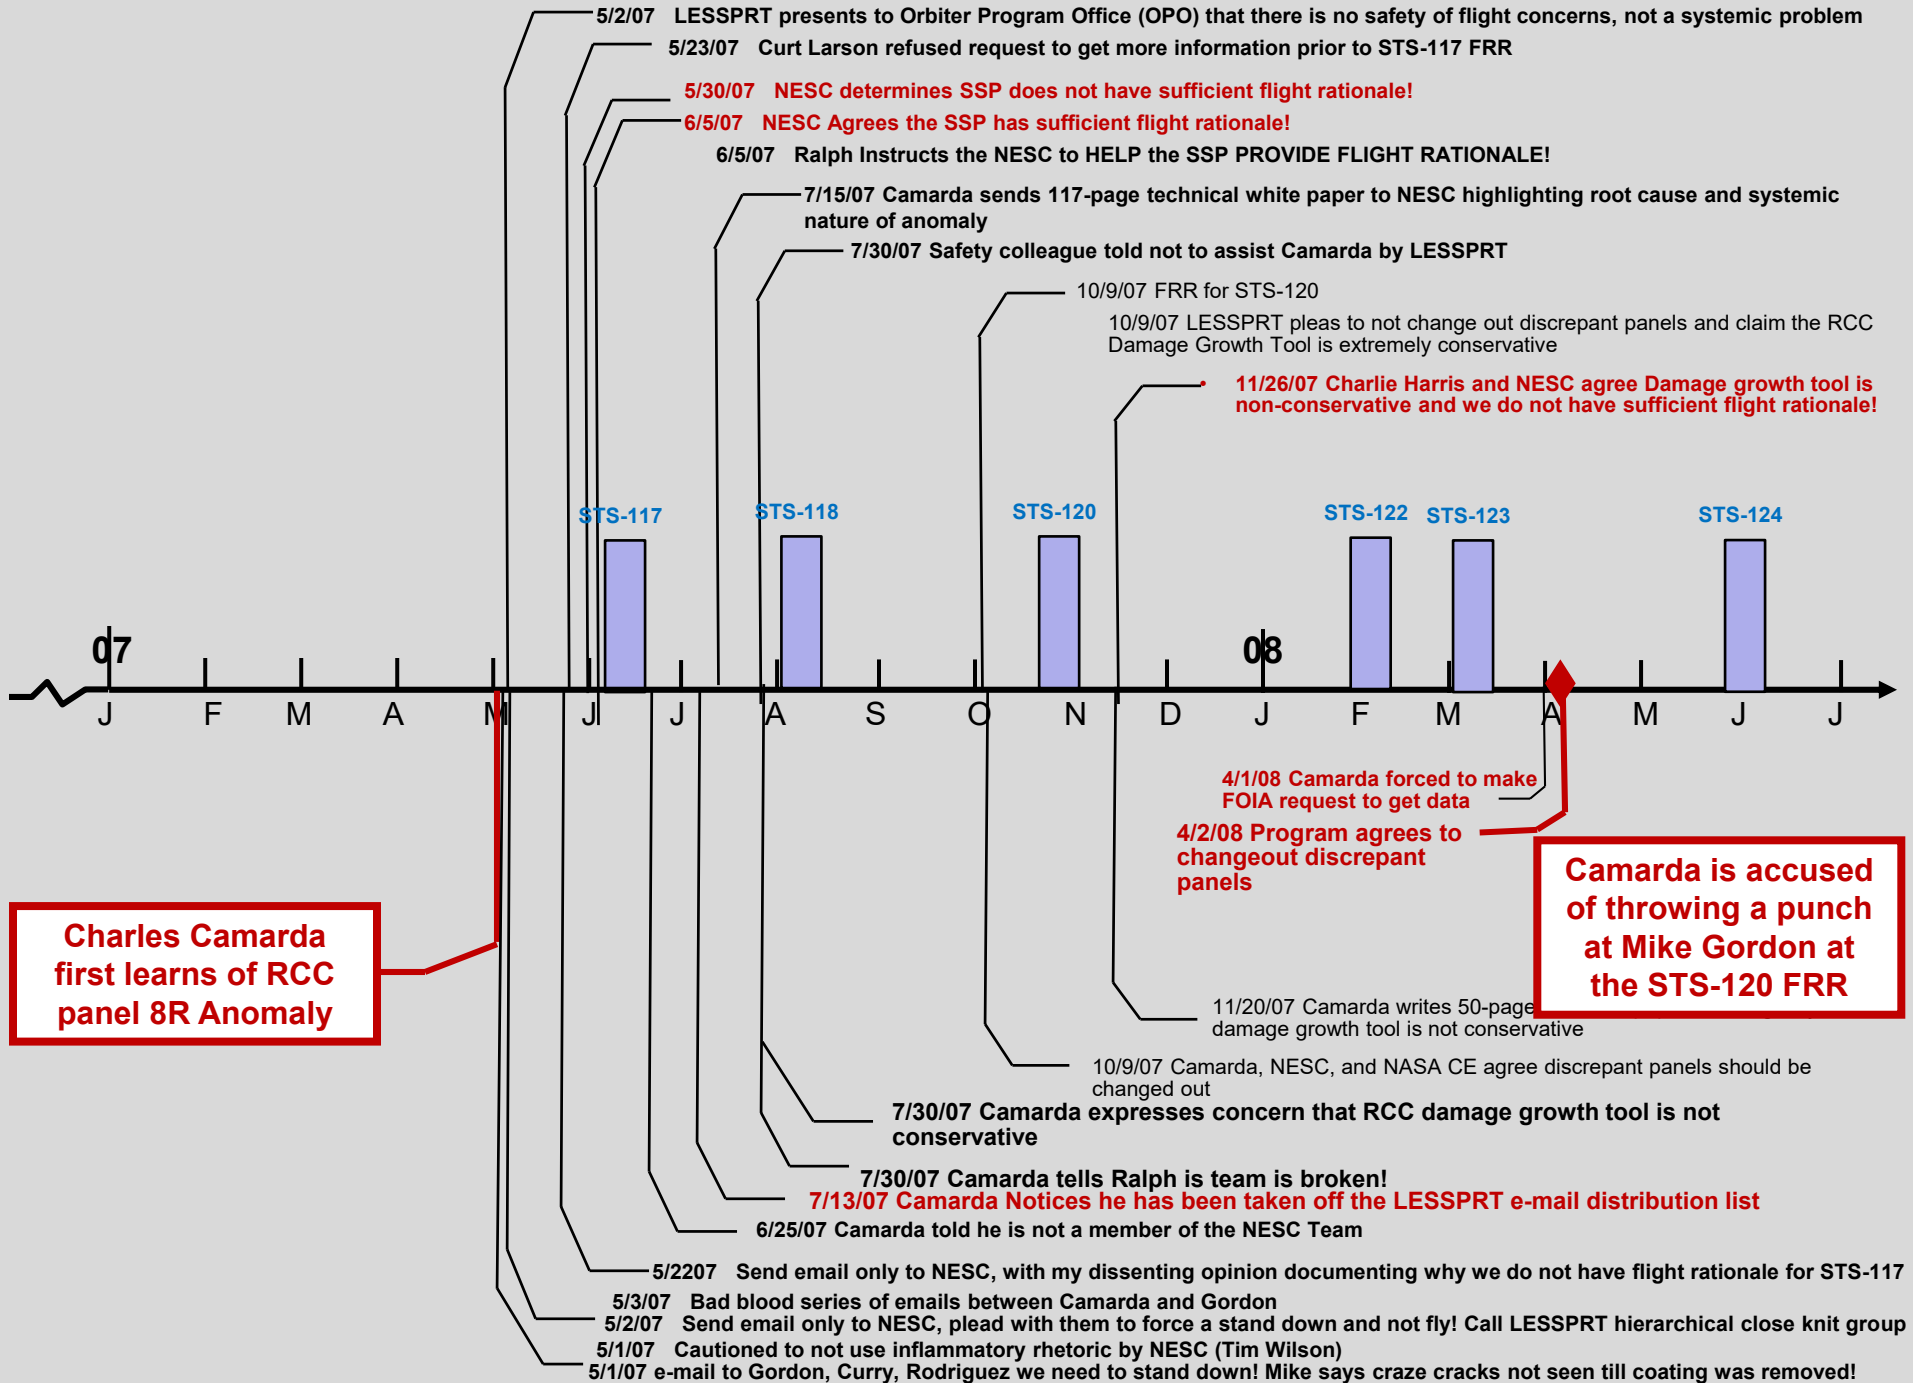 5/2/07 LESSPRT presents to Orbiter Program Office (OPO) that there is no safety of flight concerns, not a systemic problem
5/23/07 Curt Larson refused request to get more information prior to STS-117 FRR
5/30/07 NESC determines SSP does not have sufficient flight rationale!
6/5/07 NESC Agrees the SSP has sufficient flight rationale!
6/5/07 Ralph Instructs the NESC to HELP the SSP PROVIDE FLIGHT RATIONALE!
7/15/07 Camarda sends 117-page technical white paper to NESC highlighting root cause and systemic
nature of anomaly
7/30/07 Safety colleague told not to assist Camarda by LESSPRT
10/9/07 FRR for STS-120
10/9/07 LESSPRT pleas to not change out discrepant panels and claim the RCC
Damage Growth Tool is extremely conservative
• 11/26/07 Charlie Harris and NESC agree Damage growth tool is
non-conservative and we do not have sufficient flight rationale!
STS-117
STS-118
STS-120
STS-122
STS-123
STS-124
07
08
J F M A M J J A S O N D J F M A M J J
4/1/08 Camarda forced to make
FOIA request to get data
4/2/08 Program agrees to
changeout discrepant
panels
Camarda is accused
of throwing a punch
at Mike Gordon at
the STS-120 FRR
Charles Camarda
first learns of RCC
panel 8R Anomaly
11/20/07 Camarda writes 50-page
damage growth tool is not conservative
10/9/07 Camarda, NESC, and NASA CE agree discrepant panels should be
changed out
7/30/07 Camarda expresses concern that RCC damage growth tool is not
conservative
7/30/07 Camarda tells Ralph is team is broken!
7/13/07 Camarda Notices he has been taken off the LESSPRT e-mail distribution list
6/25/07 Camarda told he is not a member of the NESC Team
5/2207 Send email only to NESC, with my dissenting opinion documenting why we do not have flight rationale for STS-117
5/3/07 Bad blood series of emails between Camarda and Gordon
5/2/07 Send email only to NESC, plead with them to force a stand down and not fly! Call LESSPRT hierarchical close knit group
5/1/07 Cautioned to not use inflammatory rhetoric by NESC (Tim Wilson)
5/1/07 e-mail to Gordon, Curry, Rodriguez we need to stand down! Mike says craze cracks not seen till coating was removed!